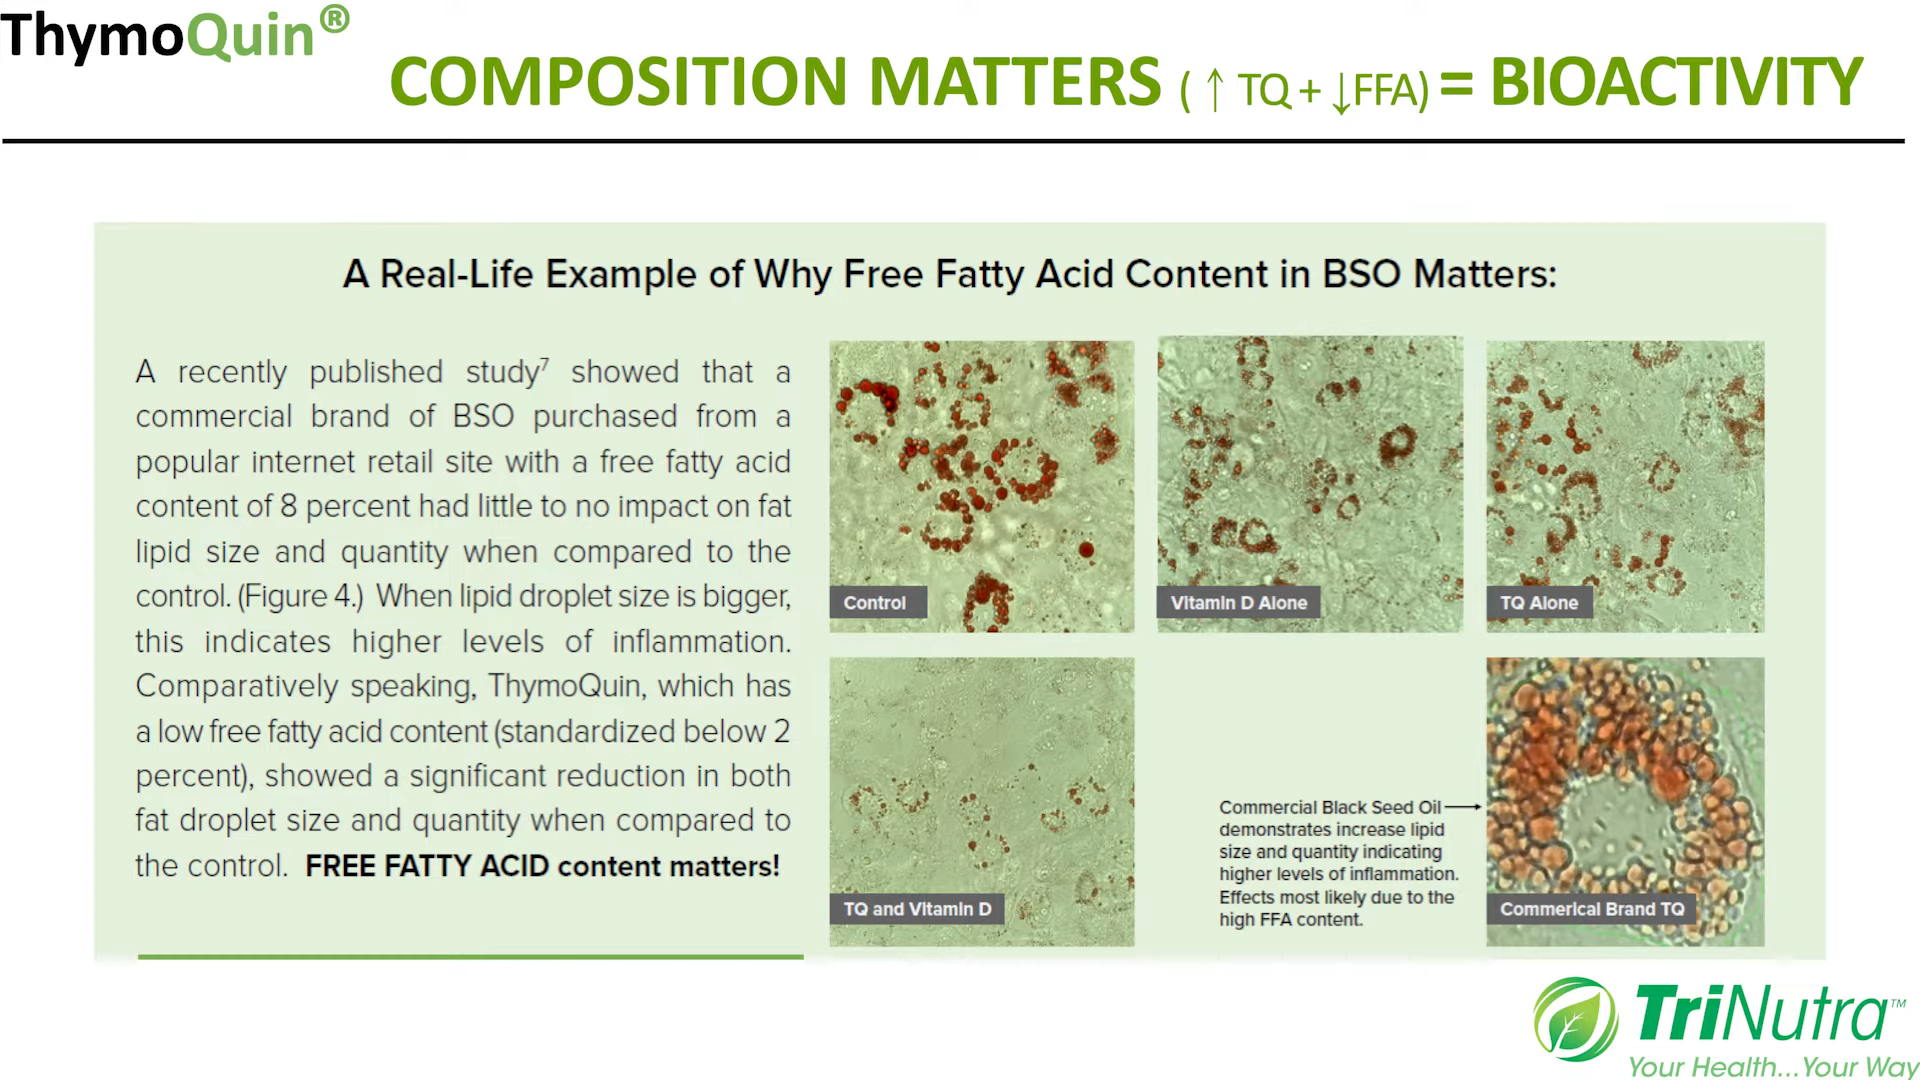 ThymoQuin®
COMPOSITION MATTERS ( ↑ TQ + ↓FFA) = BIOACTIVITY
A Real-Life Example of Why Free Fatty Acid Content in BSO Matters:
A recently published study7 showed that a
commercial brand of BSO purchased from a
popular internet retail site with a free fatty acid
content of 8 percent had little to no impact on fat
lipid size and quantity when compared to the
control. (Figure 4.) When lipid droplet size is bigger,
this indicates higher levels of inflammation.
Comparatively speaking, ThymoQuin, which has
a low free fatty acid content (standardized below 2
percent), showed a significant reduction in both
fat droplet size and quantity when compared to
the control. FREE FATTY ACID content matters!
Control
Vitamin D Alone
TQ Alone
TQ and Vitamin D
Commercial Black Seed Oil
demonstrates increase lipid
size and quantity indicating
higher levels of inflammation.
Effects most likely due to the
high FFA content.
Commerical Brand TQ
TriNutra™
Your Health...Your Way